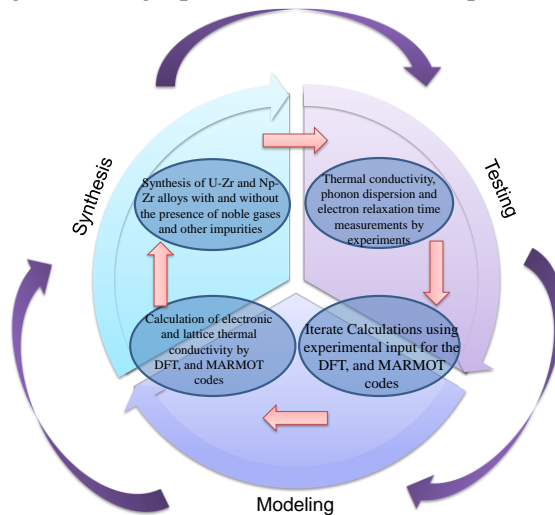 Synthesis
Synthesis of U-Zr and Np-
Zr alloys with and without
the presence of noble gases
and other impurities
Thermal conductivity,
phonon dispersion and
electron relaxation time
measurements by
experiments
Testing
Calculation of electronic
and lattice thermal
conductivity by
DFT, and MARMOT
codes
Iterate Calculations using
experimental input for the
DFT, and MARMOT
codes
Modeling